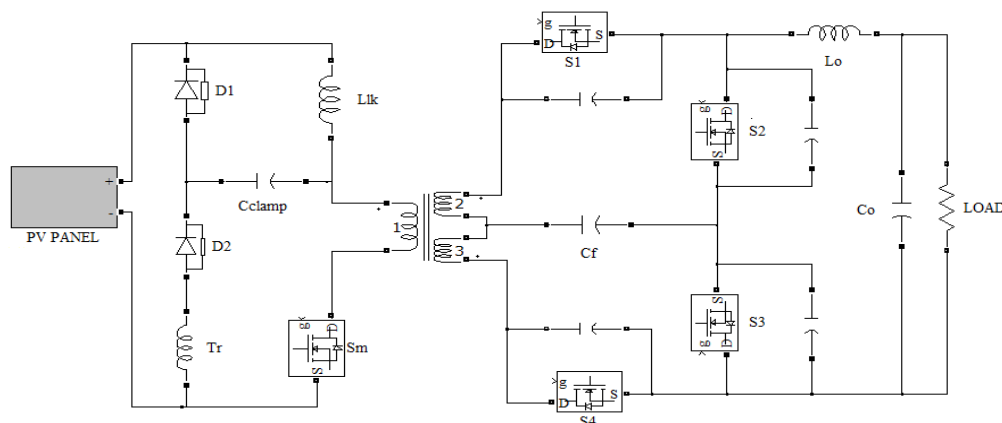 g
D
S
S1
Lo
D1
Llk
g
D
S
S2
+
-
PV PANEL
Cclamp
1
2
3
Cf
Co
LOAD
D2
S
g
D
S3
Tr
g
D
S
Sm
g
D
S
S4